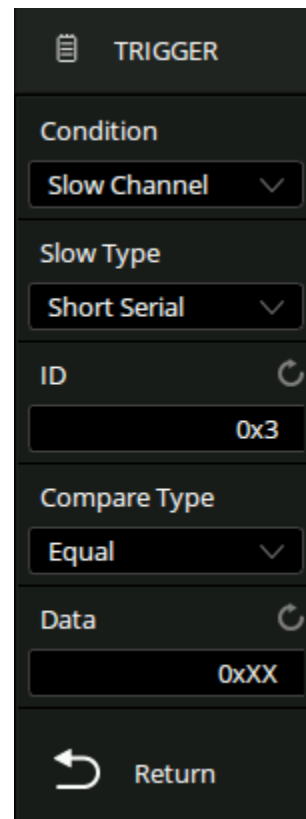 TRIGGER
Condition
Slow Channel
Slow Type
Short Serial
ID
0x3
Compare Type
Equal
Data
0xXX
Return